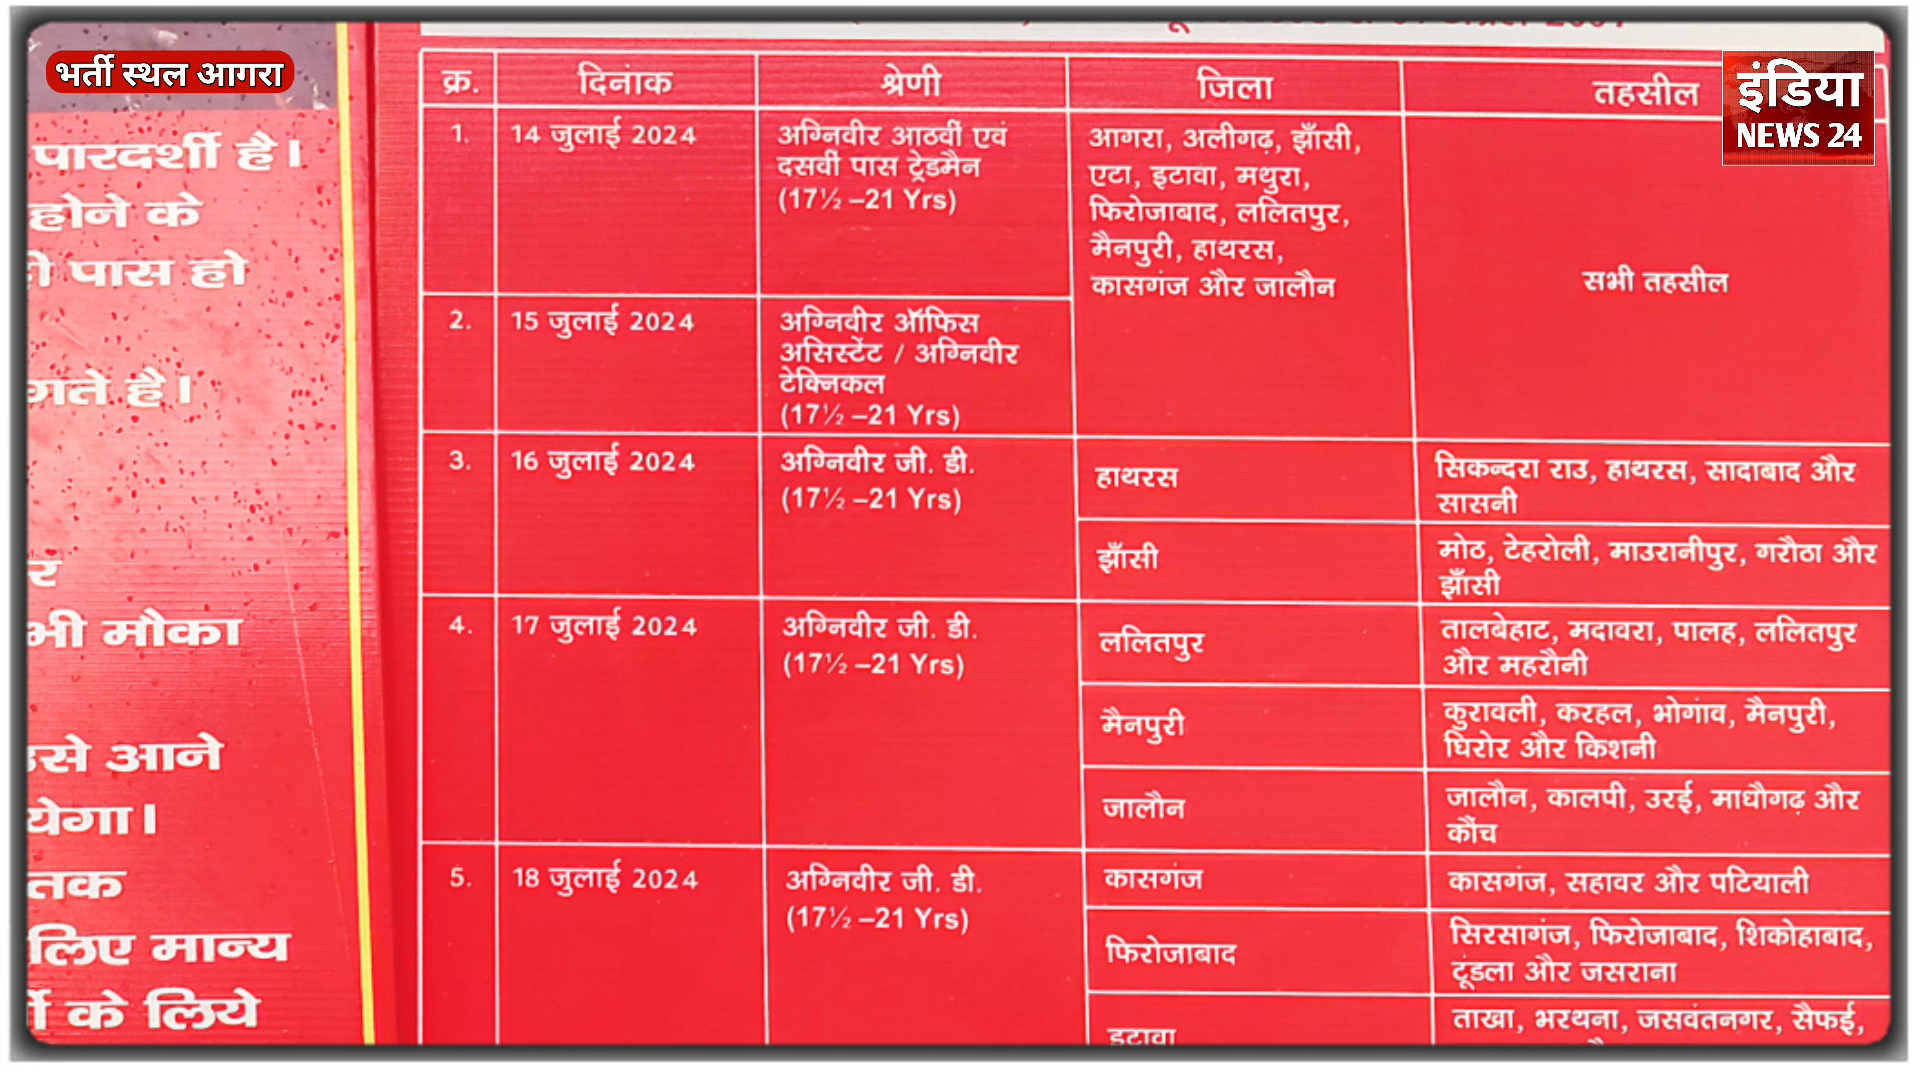 भर्ती स्थल आगरा
इंडिया
NEWS 24
पारदर्शी है।
होने के
पास हो
है।
भी मौका
आने
तक
लिए मान्य
के लिये
क्र. दिनांक श्रेणी जिला तहसील
1. 14 जुलाई 2024 अग्निवीर आठवीं एवं
दसवीं पास ट्रेडमैन
(17½ –21 Yrs)
आगरा, अलीगढ़, झाँसी,
एटा, इटावा, मथुरा,
फिरोजाबाद, ललितपुर,
मैनपुरी, हाथरस,
कासगंज और जालौन
सभी तहसील
2. 15 जुलाई 2024 अग्निवीर ऑफिस
असिस्टेंट / अग्निवीर
टेक्निकल
(17½ –21 Yrs)
3. 16 जुलाई 2024 अग्निवीर जी. डी.
(17½ –21 Yrs)
हाथरस
सिकन्दरा राउ, हाथरस, सादाबाद और
सासनी
झाँसी
मोठ, टेहरोली, माउरानीपुर, गरौठा और
झाँसी
4. 17 जुलाई 2024 अग्निवीर जी. डी.
(17½ –21 Yrs)
ललितपुर
तालबेहाट, मदावरा, पालह, ललितपुर
और महरौनी
मैनपुरी
कुरावली, करहल, भोगांव, मैनपुरी,
घिरोर और किशनी
जालौन
जालौन, कालपी, उरई, माधौगढ़ और
कौंच
5. 18 जुलाई 2024 अग्निवीर जी. डी.
(17½ –21 Yrs)
कासगंज
कासगंज, सहावर और पटियाली
फिरोजाबाद
सिरसागंज, फिरोजाबाद, शिकोहाबाद,
टूंडला और जसराना
इटावा
ताखा, भरथना, जसवंतनगर, सैफई,